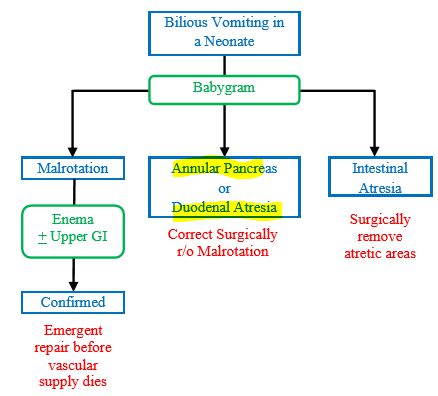 Bilious Vomiting in
a Neonate
Babygram
Malrotation
Enema
+ Upper GI
Confirmed
Emergent
repair before
vascular
supply dies
Annular Pancreas
or
Duodenal Atresia
Correct Surgically
r/o Malrotation
Intestinal
Atresia
Surgically
remove
atretic areas